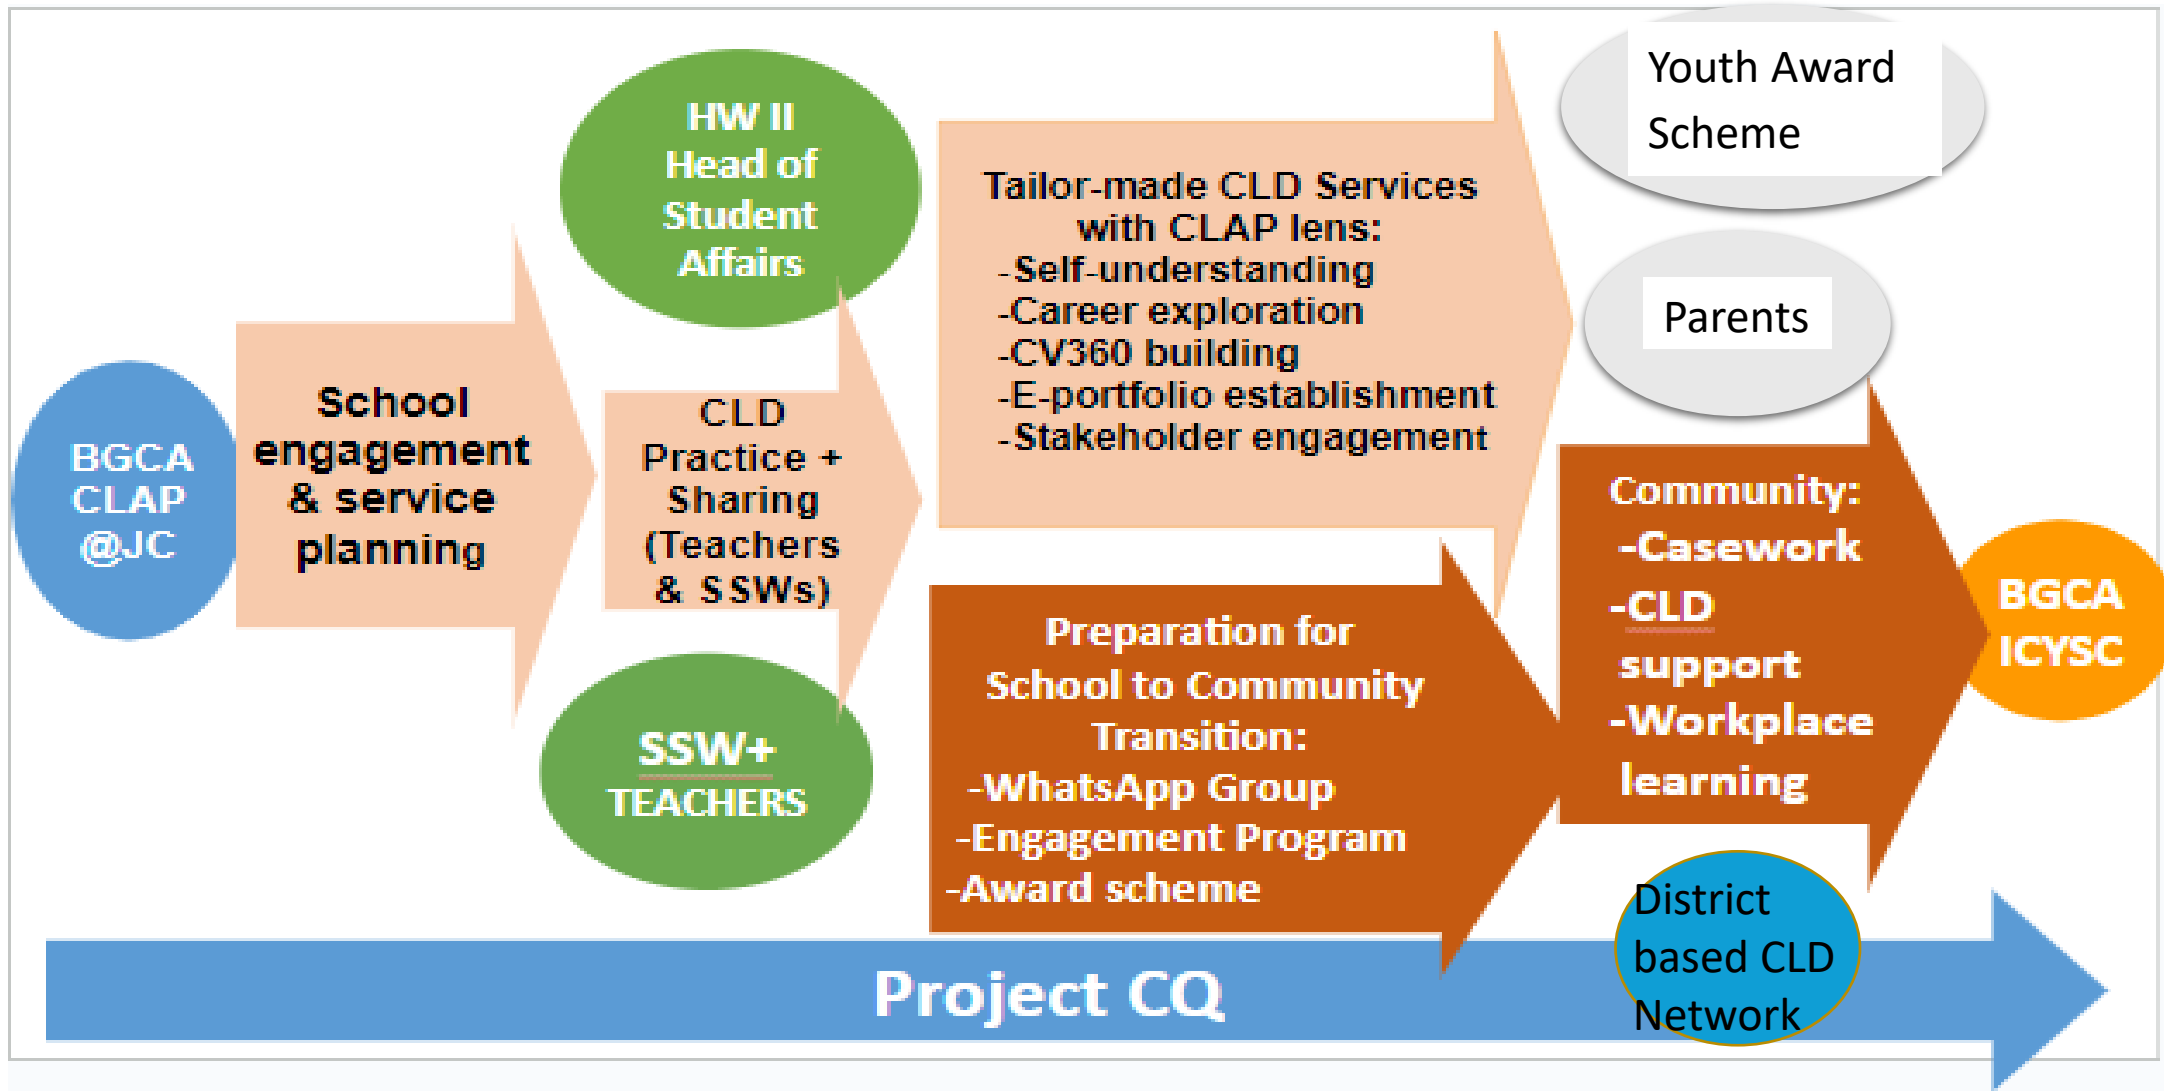 BGCA
CLAP
@JC
School
engagement
& service
planning
HW II
Head of
Student
Affairs
CLD
Practice +
Sharing
(Teachers
& SSWs)
SSW+
TEACHERS
Tailor-made CLD Services
with CLAP lens:
-Self-understanding
-Career exploration
-CV360 building
-E-portfolio establishment
-Stakeholder engagement
Preparation for
School to Community
Transition:
-WhatsApp Group
-Engagement Program
-Award scheme
Youth Award
Scheme
Parents
Community:
-Casework
-CLD
support
-Workplace
learning
BGCA
ICYSC
District
based CLD
Network
Project CQ